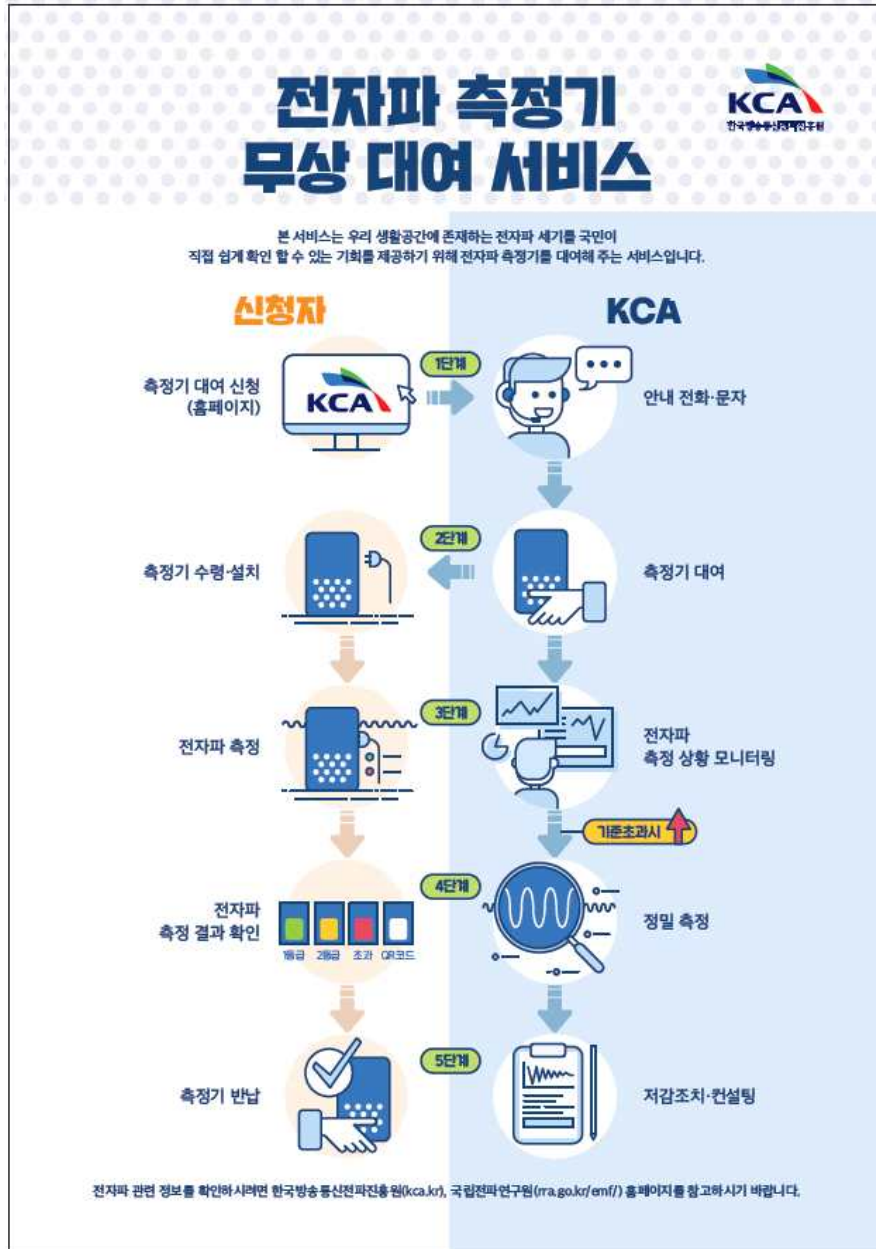 전자파 측정기
무상 대여 서비스
KCA
한국방송통신전파진흥원
본 서비스는 우리 생활공간에 존재하는 전자파 세기를 국민이
직접 쉽게 확인 할 수 있는 기회를 제공하기 위해 전자파 측정기를 대여해 주는 서비스입니다.
신청자
KCA
측정기 대여 신청
(홈페이지)
KCA
1단계
안내 전화·문자
측정기 수령·설치
2단계
측정기 대여
전자파 측정
3단계
전자파
측정 상황 모니터링
기준초과시
전자파
측정 결과 확인
1등급
2등급
초과
QR코드
4단계
정밀 측정
측정기 반납
5단계
저감조치·컨설팅
전자파 관련 정보를 확인하시려면 한국방송통신전파진흥원(kca.kr), 국립전파연구원(rra.go.kr/emf/) 홈페이지를 참고하시기 바랍니다.